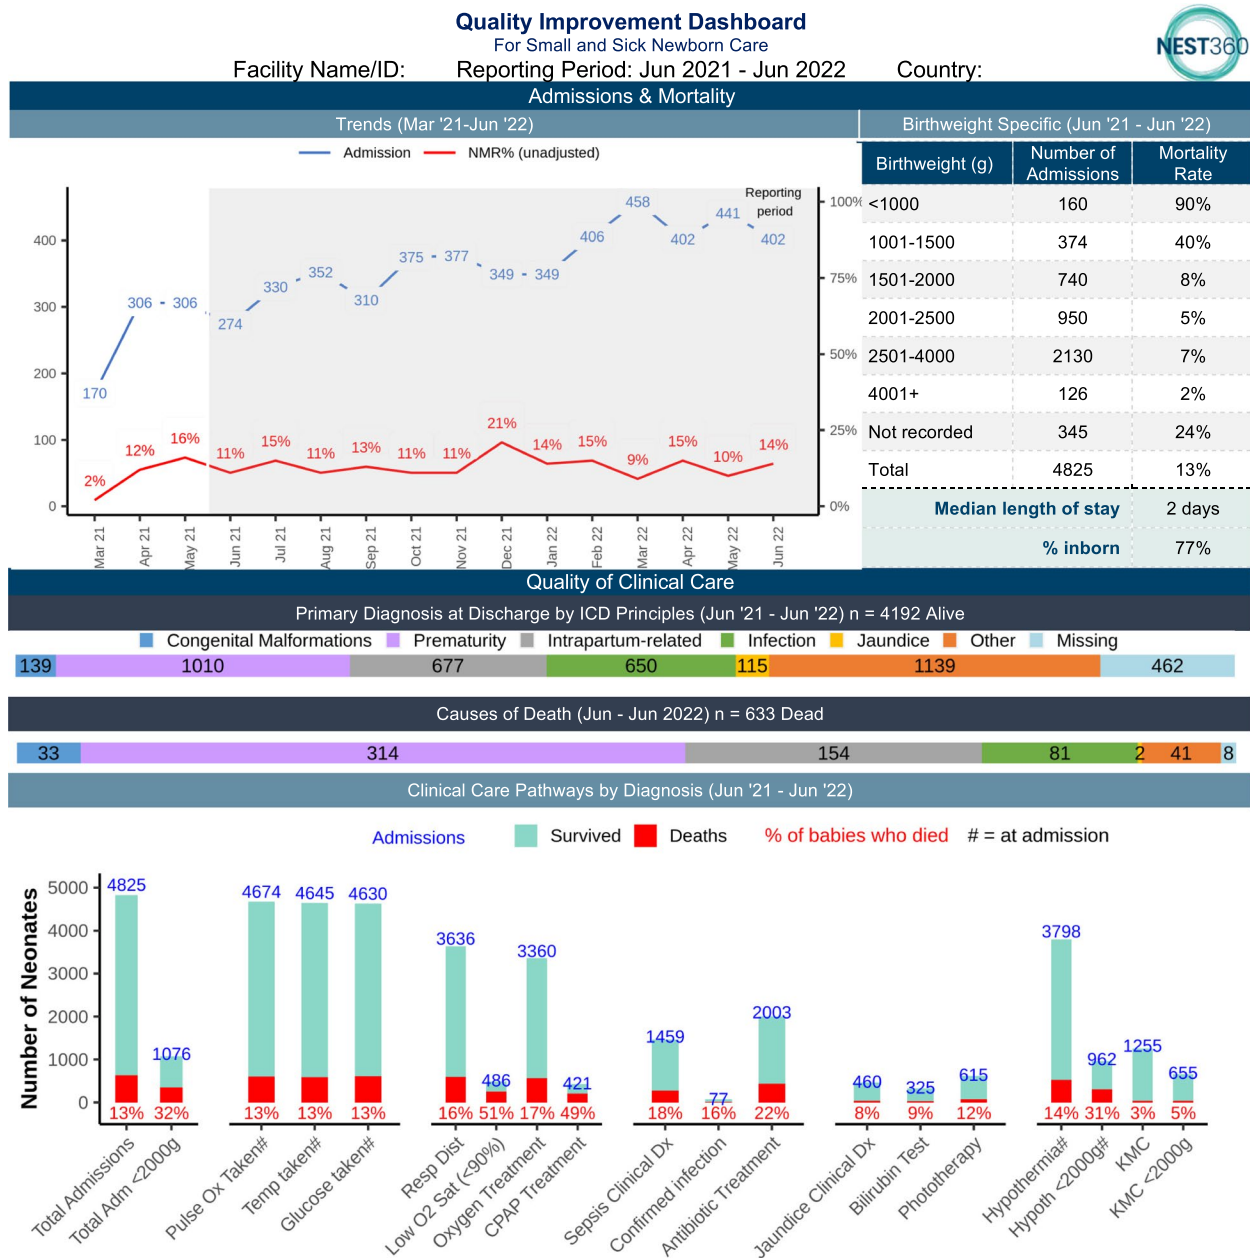 Quality Improvement Dashboard
For Small and Sick Newborn Care
NEST360
Facility Name/ID: Reporting Period: Jun 2021 - Jun 2022 Country:
Admissions & Mortality
Trends (Mar '21-Jun '22)
Admission NMR% (unadjusted)
Reporting
period
458
441
406
402
402
375
377
349
349
352
330
310
306
306
274
170
2%
12%
16%
11%
15%
11%
13%
11%
11%
21%
14%
15%
9%
15%
10%
14%
400
300
200
100
0
100%
75%
50%
25%
0%
Mar 21
Apr 21
May 21
Jun 21
Jul 21
Aug 21
Sep 21
Oct 21
Nov 21
Dec 21
Jan 22
Feb 22
Mar 22
Apr 22
May 22
Jun 22
Birthweight Specific (Jun '21 - Jun '22)
Birthweight (g) Number of Admissions Mortality Rate
<1000 160 90%
1001-1500 374 40%
1501-2000 740 8%
2001-2500 950 5%
2501-4000 2130 7%
4001+ 126 2%
Not recorded 345 24%
Total 4825 13%
Median length of stay 2 days
% inborn 77%
Quality of Clinical Care
Primary Diagnosis at Discharge by ICD Principles (Jun '21 - Jun '22) n = 4192 Alive
Congenital Malformations Prematurity Intrapartum-related Infection Jaundice Other Missing
139 1010 677 650 115 1139 462
Causes of Death (Jun - Jun 2022) n = 633 Dead
33 314 154 81 2 41 8
Clinical Care Pathways by Diagnosis (Jun '21 - Jun '22)
Admissions Survived Deaths % of babies who died # = at admission
Number of Neonates
5000
4000
3000
2000
1000
0
4825 1076 4674 4645 4630 3636 486 3360 421 1459 77 2003 460 325 615 3798 962 1255 655
13% 32% 13% 13% 13% 16% 51% 17% 49% 18% 16% 22% 8% 9% 12% 14% 31% 3% 5%
Total Admissions
Total Adm <2000g
Pulse Ox Taken#
Temp taken#
Glucose taken#
Resp Dist
Low O2 Sat (<90%)
Oxygen Treatment
CPAP Treatment
Sepsis Clinical Dx
Confirmed infection
Antibiotic Treatment
Jaundice Clinical Dx
Bilirubin Test
Phototherapy
Hypothermia#
Hypoth <2000g#
KMC
KMC <2000g